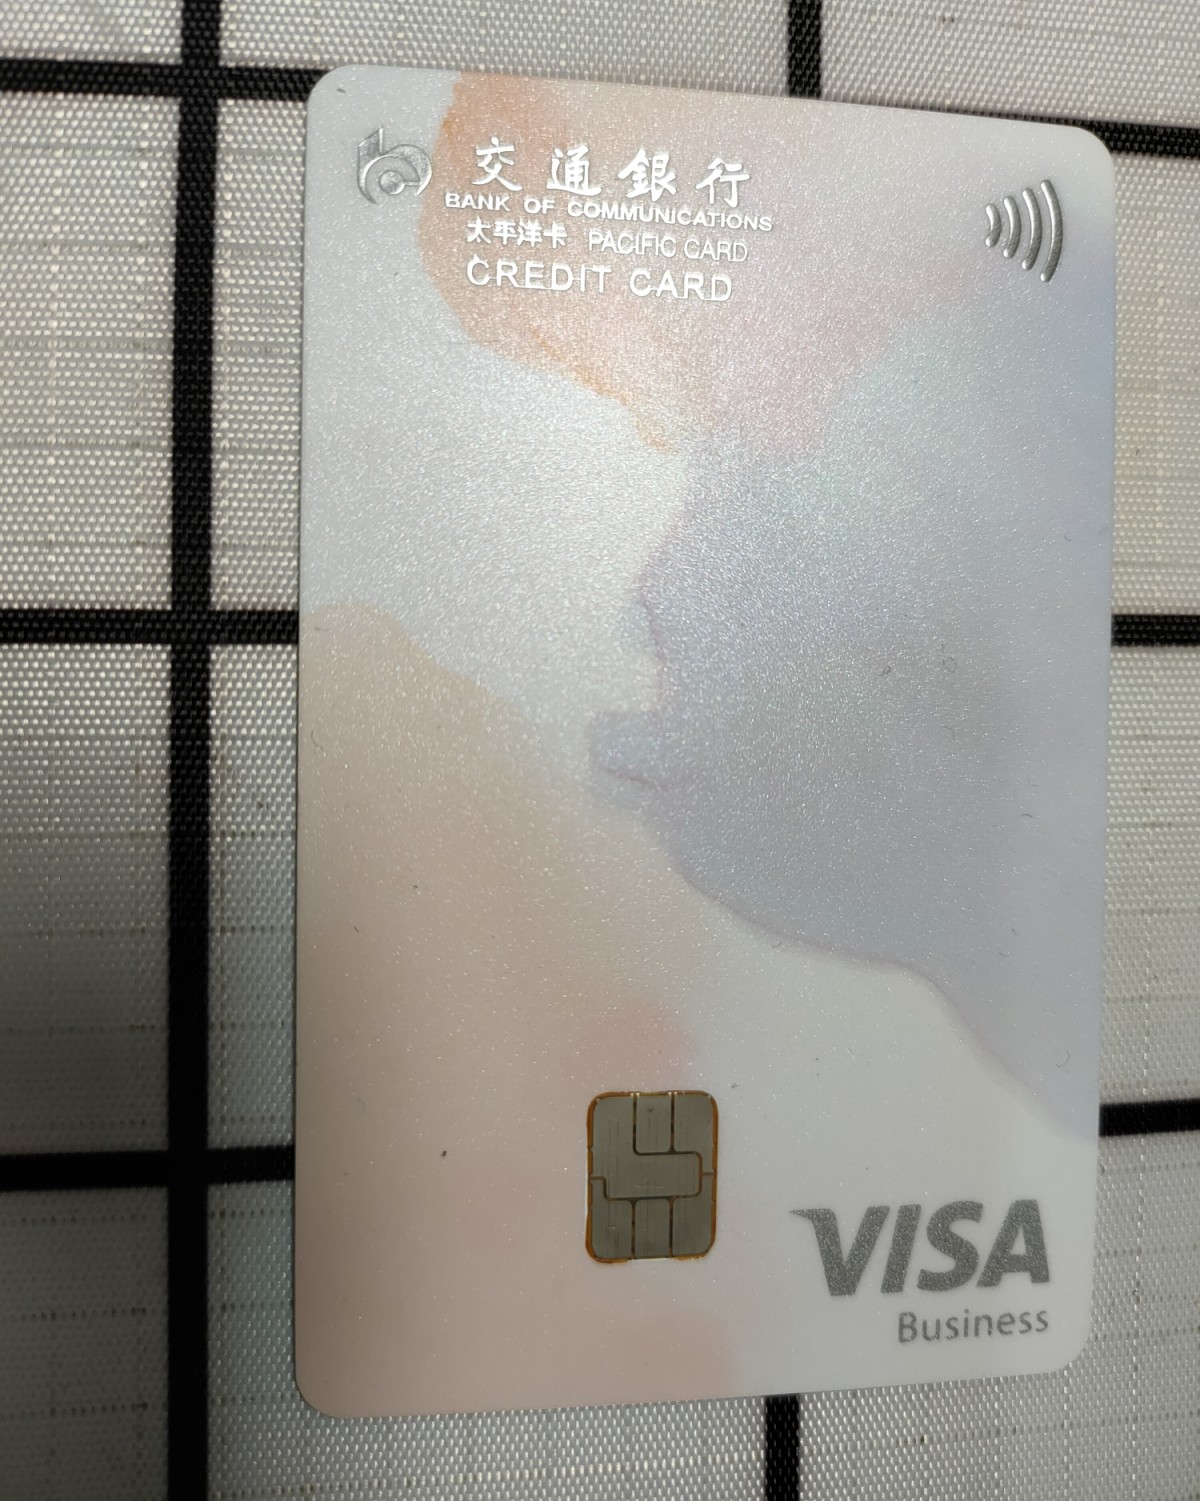 交通銀行
BANK OF COMMUNICATIONS
太平洋卡 PACIFIC CARD
CREDIT CARD
VISA
Business